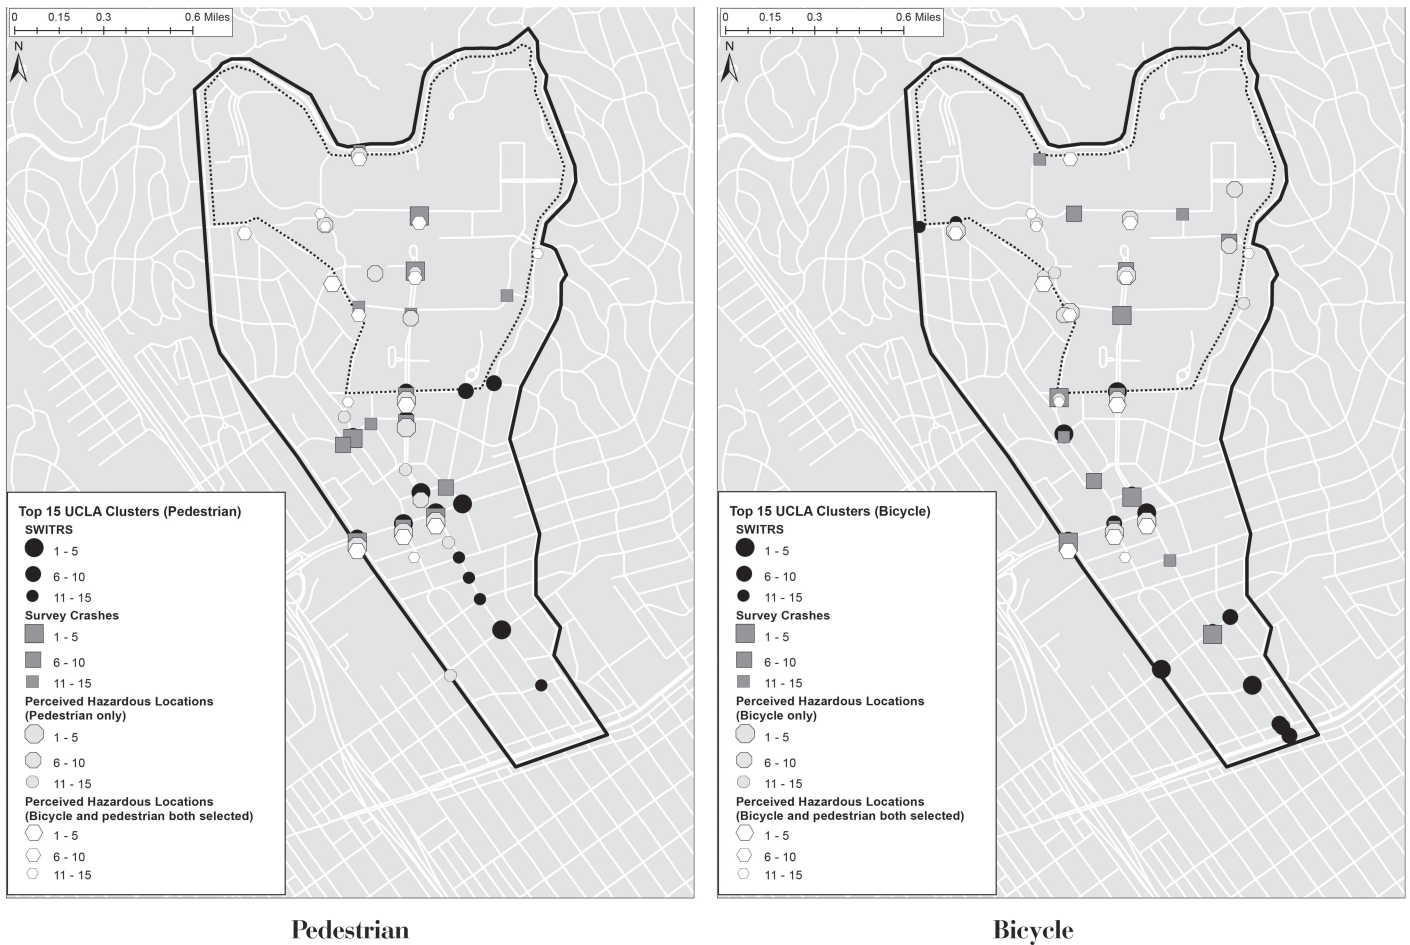 0 0.15 0.3 0.6 Miles
N
Top 15 UCLA Clusters (Pedestrian)
SWITRS
1 - 5
6 - 10
11 - 15
Survey Crashes
1 - 5
6 - 10
11 - 15
Perceived Hazardous Locations
(Pedestrian only)
1 - 5
6 - 10
11 - 15
Perceived Hazardous Locations
(Bicycle and pedestrian both selected)
1 - 5
6 - 10
11 - 15
Pedestrian
0 0.15 0.3 0.6 Miles
N
Top 15 UCLA Clusters (Bicycle)
SWITRS
1 - 5
6 - 10
11 - 15
Survey Crashes
1 - 5
6 - 10
11 - 15
Perceived Hazardous Locations
(Bicycle only)
1 - 5
6 - 10
11 - 15
Perceived Hazardous Locations
(Bicycle and pedestrian both selected)
1 - 5
6 - 10
11 - 15
Bicycle